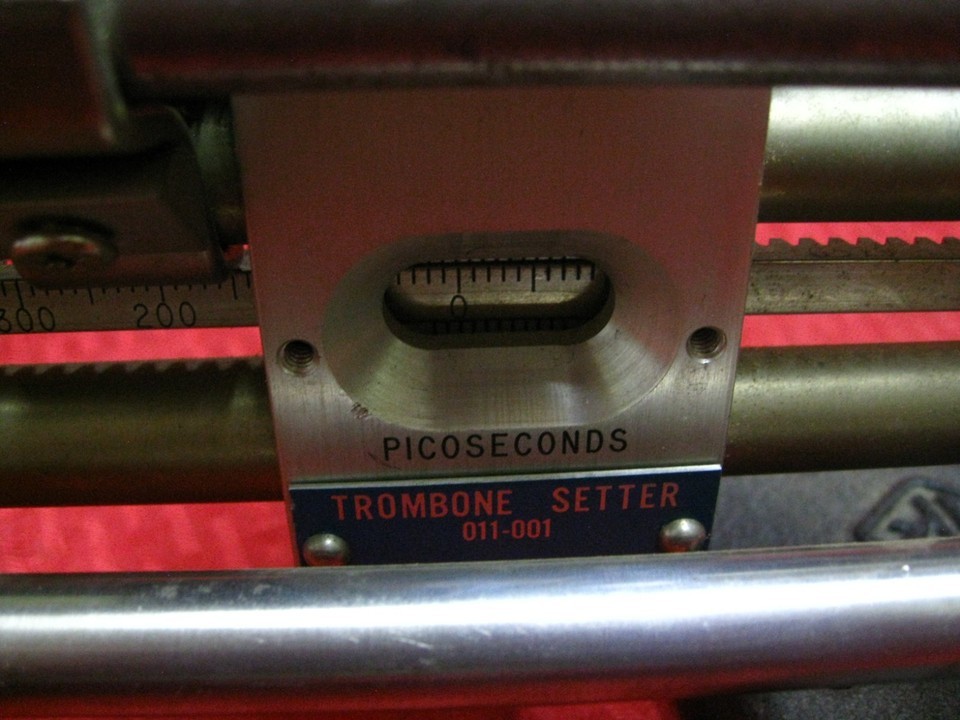 300 200
0
PICOSECONDS
TROMBONE SETTER
011-001